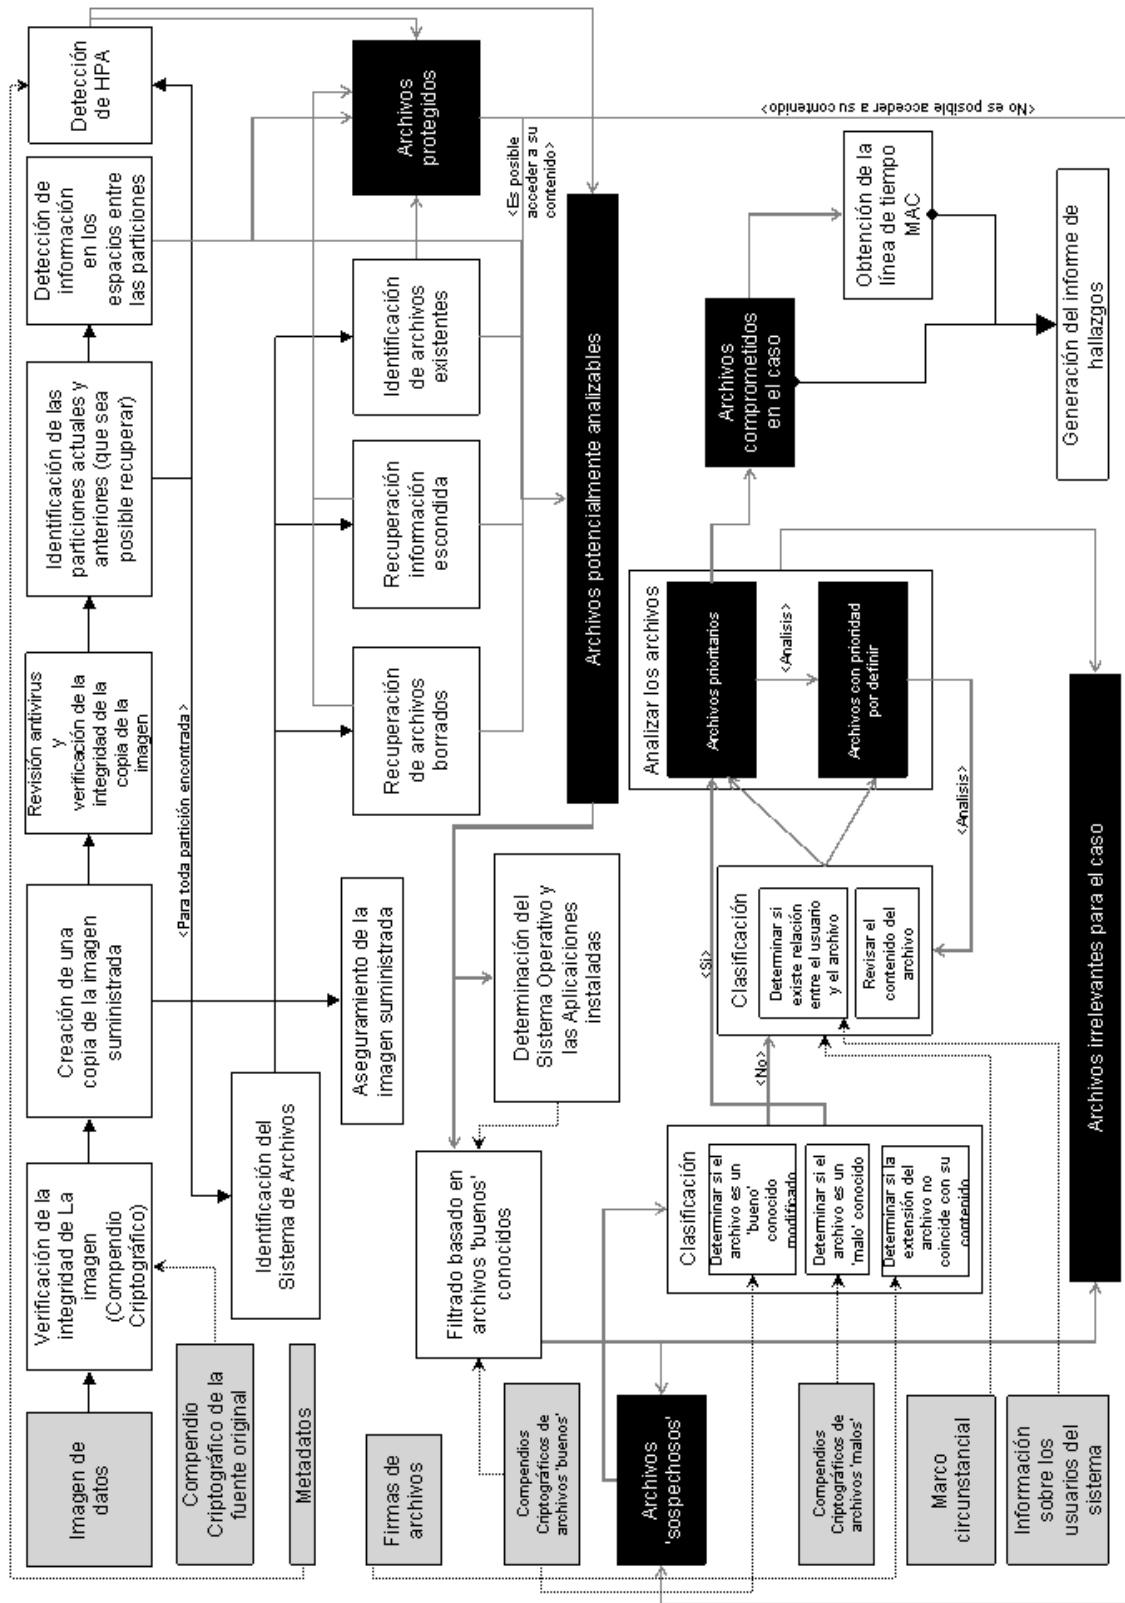 Imagen de
datos
Verificación de la
integridad de La
imagen
(Compendio
Criptográfico)
Creación de una
copia de la imagen
suministrada
Revisión antivirus
y
verificación de la
integridad de la
copia de la
imagen
Identificación de las
particiones actuales y
anteriores (que sea
posible recuperar)
Detección de
información
en los
espacios entre
las particiones
Detección
de HPA
Compendio
Criptográfico de la
fuente original
<Para toda partición encontrada>
Metadatos
Identificación del
Sistema de Archivos
Aseguramiento de la
imagen suministrada
Recuperación
de archivos
borrados
Recuperación
información
escondida
Identificación
de archivos
existentes
Archivos
protegidos
<Es posible
acceder a su
contenido>
<No es posible acceder a su contenido>
Firmas de
archivos
Filtrado basado en
archivos 'buenos'
conocidos
Determinación del
Sistema Operativo y
las Aplicaiciones
instaladas
Archivos potencialmente analizables
Compendios
Criptográficos de
archivos 'buenos'
Archivos
'sospechosos'
Clasificación
Determinar si el
archivo es un
'bueno'
conocido
modificado
Determinar si el
archivo es un
'malo' conocido
Determinar si la
extensión del
archivo no
coincide con su
contenido
<No>
<Si>
Clasificación
Determinar si
existe relación
entre el usuario
y el archivo
Revisar el
contenido del
archivo
Analizar los archivos
Archivos prioritarios
<Analisis>
Archivos con prioridad
por definir
<Analisis>
Archivos
comprometidos
en el caso
Obtención de la
línea de tiempo
MAC
Generación del informe de
hallazgos
Compendios
Criptográficos de
archivos 'malos'
Marco
circunstancial
Información
sobre los
usuarios del
sistema
Archivos irrelevantes para el caso